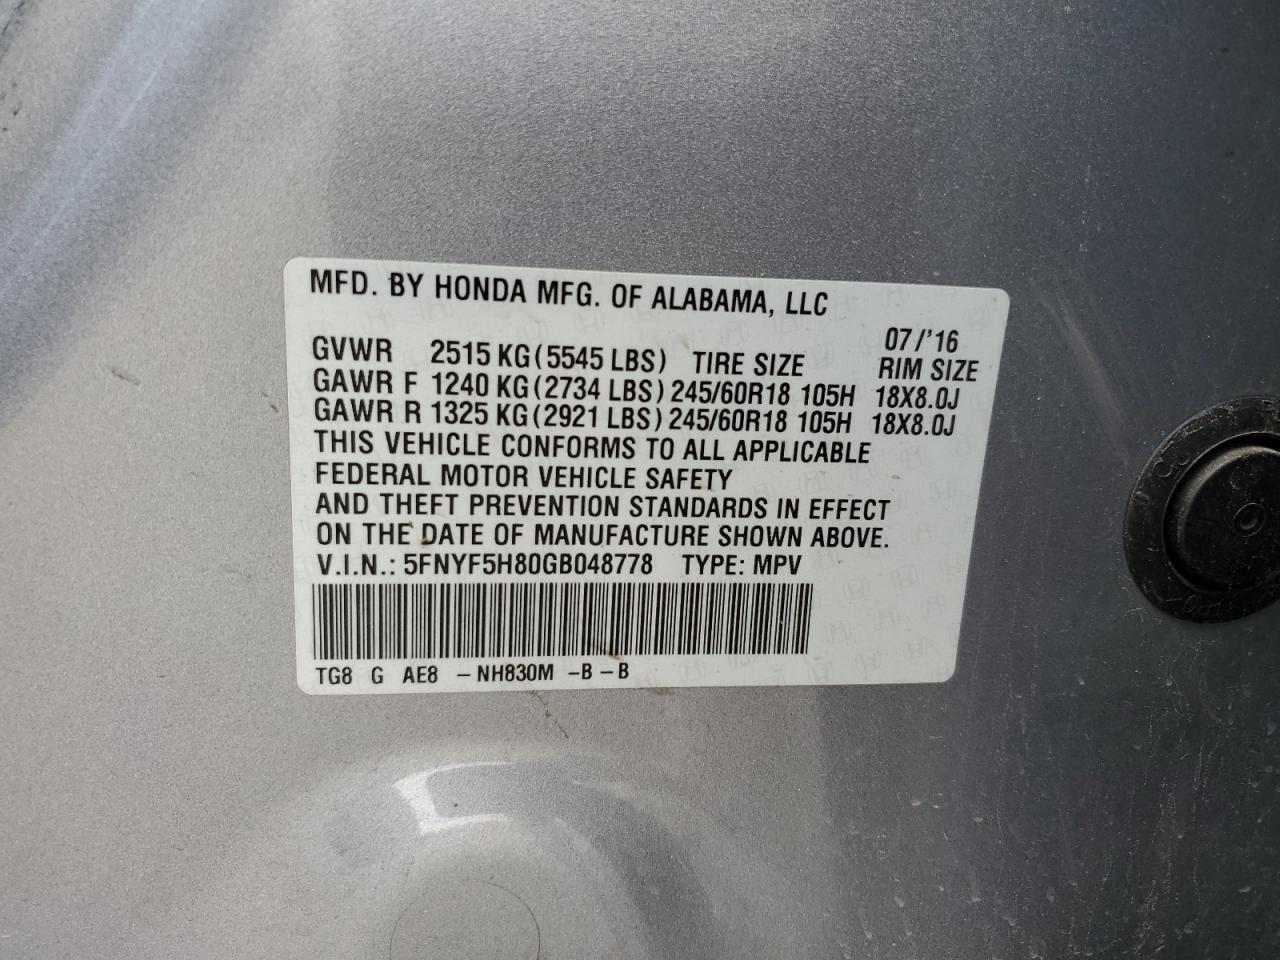 MFD. BY HONDA MFG. OF ALABAMA, LLC
07/'16
GVWR 2515 KG (5545 LBS) TIRE SIZE RIM SIZE
GAWR F 1240 KG (2734 LBS) 245/60R18 105H 18X8.0J
GAWR R 1325 KG (2921 LBS) 245/60R18 105H 18X8.0J
THIS VEHICLE CONFORMS TO ALL APPLICABLE
FEDERAL MOTOR VEHICLE SAFETY
AND THEFT PREVENTION STANDARDS IN EFFECT
ON THE DATE OF MANUFACTURE SHOWN ABOVE.
V.I.N.: 5FNYF5H80GB048778 TYPE: MPV
TG8 G AE8 -NH830M -B -B